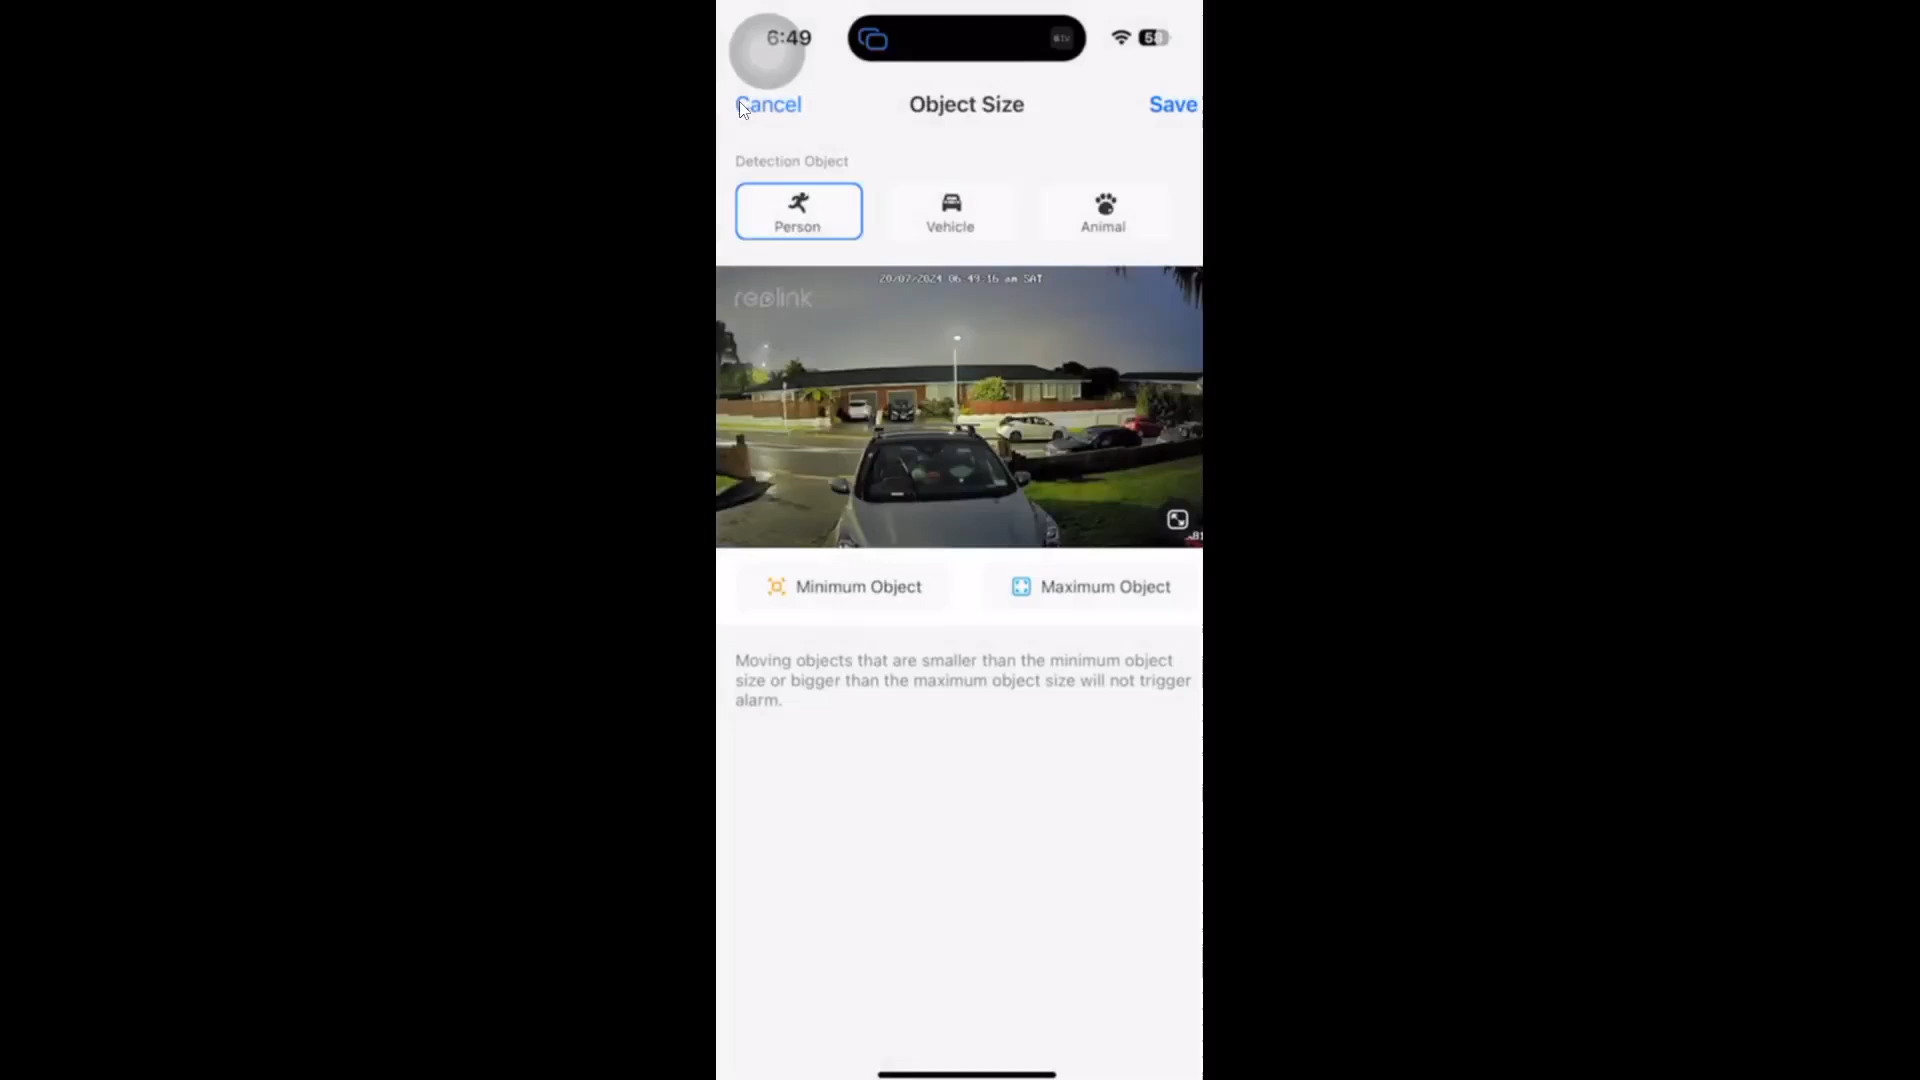 6:49
58
Cancel
Object Size
Save
Detection Object
Person
Vehicle
Animal
20/07/2024 06:49:16 am SAT
reolink
Minimum Object
Maximum Object
Moving objects that are smaller than the minimum object
size or bigger than the maximum object size will not trigger
alarm.